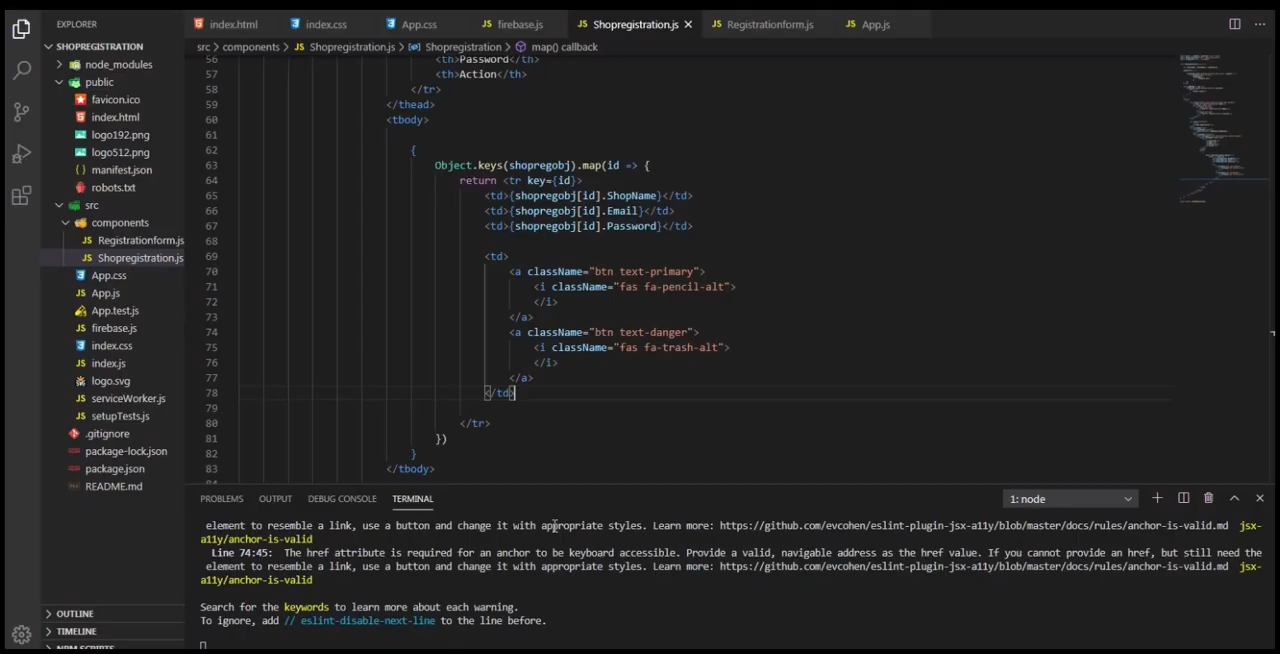 EXPLORER
index.html
index.css
App.css
JS firebase.js
JS Shopregistration.js
JS Registrationform.js
JS App.js
SHOPREGISTRATION
src > components > JS Shopregistration.js > Shopregistration > map() callback
node_modules
public
favicon.ico
index.html
logo192.png
logo512.png
{ } manifest.json
robots.txt
src
components
JS Registrationform.js
JS Shopregistration.js
App.css
JS App.js
App.test.js
JS firebase.js
index.css
JS index.js
logo.svg
JS serviceWorker.js
JS setupTests.js
.gitignore
package-lock.json
package.json
README.md
OUTLINE
TIMELINE
NPM SCRIPTS
56 <th>Password</th>
57 <th>Action</th>
58 </tr>
59 </thead>
60 <tbody>
61
62 {
63 Object.keys(shopregobj).map(id => {
64 return <tr key={id}>
65 <td>{shopregobj[id].ShopName}</td>
66 <td>{shopregobj[id].Email}</td>
67 <td>{shopregobj[id].Password}</td>
68
69 <td>
70 <a className="btn text-primary">
71 <i className="fas fa-pencil-alt">
72 </i>
73 </a>
74 <a className="btn text-danger">
75 <i className="fas fa-trash-alt">
76 </i>
77 </a>
78 </td>
79
80 </tr>
81 })
82 }
83 </tbody>
PROBLEMS OUTPUT DEBUG CONSOLE TERMINAL 1: node
element to resemble a link, use a button and change it with appropriate styles. Learn more: https://github.com/evcohen/eslint-plugin-jsx-a11y/blob/master/docs/rules/anchor-is-valid.md jsx-
a11y/anchor-is-valid
Line 74:45: The href attribute is required for an anchor to be keyboard accessible. Provide a valid, navigable address as the href value. If you cannot provide an href, but still need the
element to resemble a link, use a button and change it with appropriate styles. Learn more: https://github.com/evcohen/eslint-plugin-jsx-a11y/blob/master/docs/rules/anchor-is-valid.md jsx-
a11y/anchor-is-valid
Search for the keywords to learn more about each warning.
To ignore, add // eslint-disable-next-line to the line before.